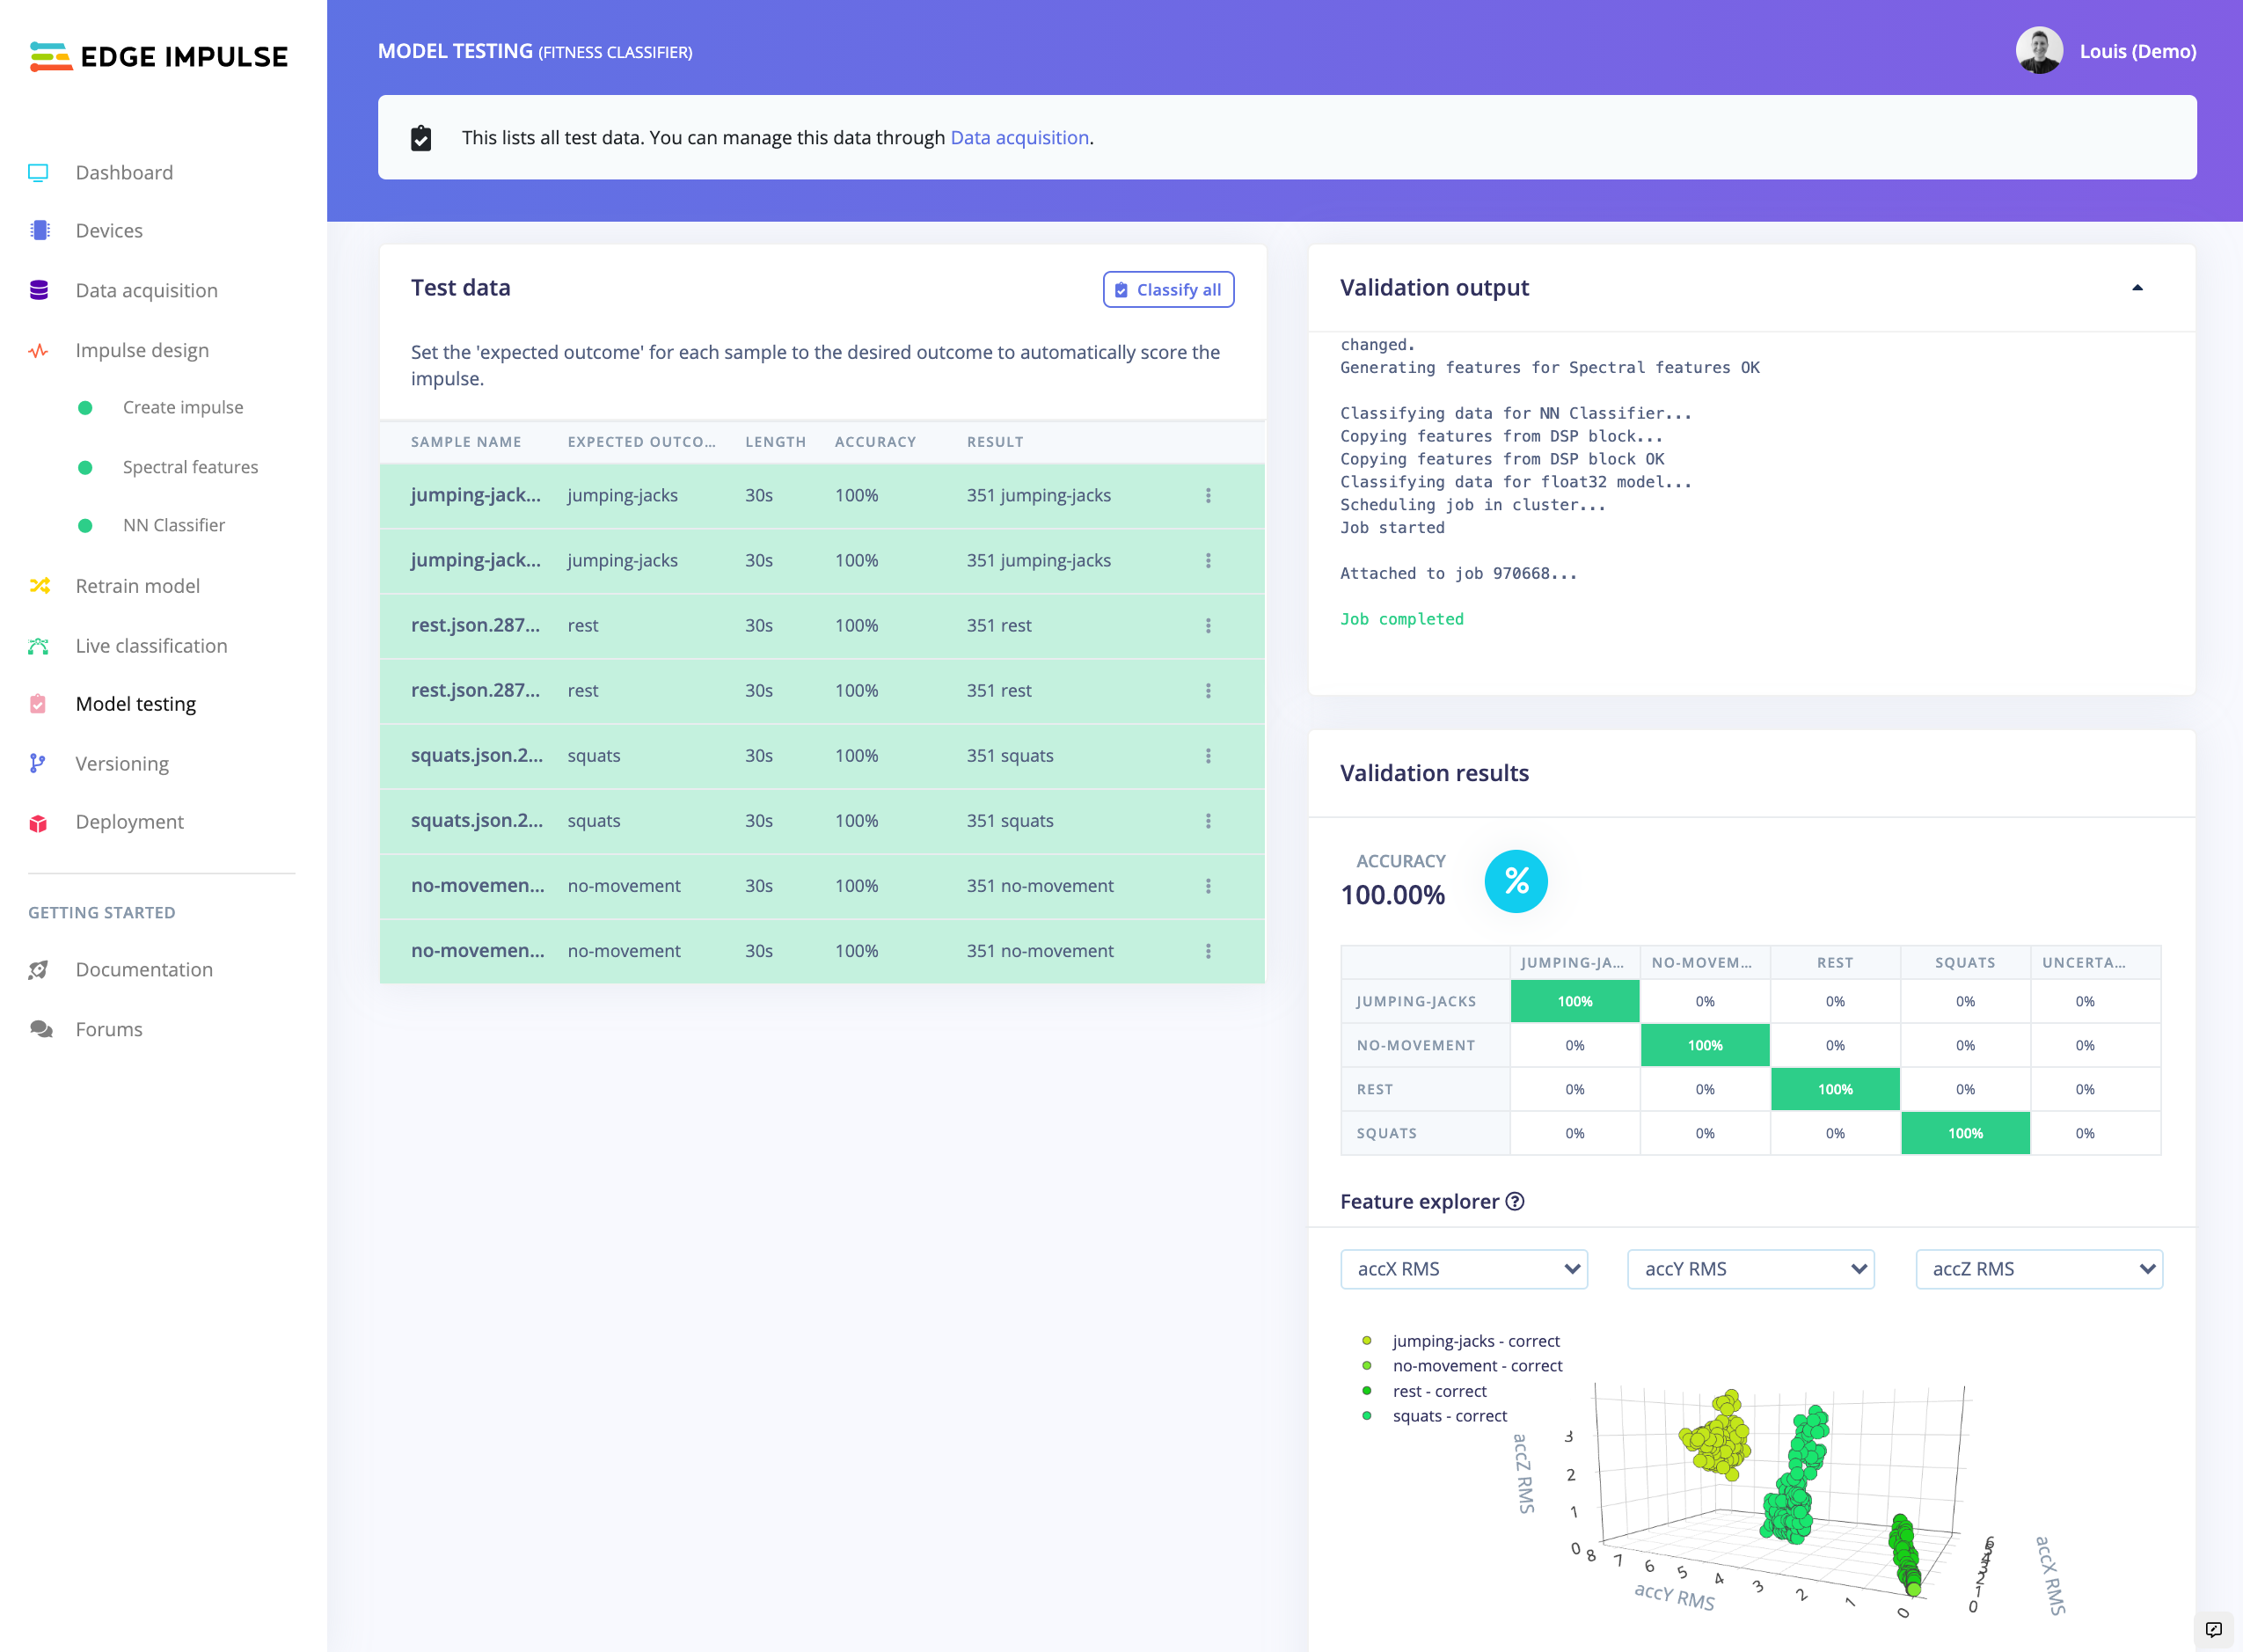 EDGE IMPULSE
Dashboard
Devices
Data acquisition
Impulse design
Create impulse
Spectral features
NN Classifier
Retrain model
Live classification
Model testing
Versioning
Deployment
GETTING STARTED
Documentation
Forums
MODEL TESTING (FITNESS CLASSIFIER)
Louis (Demo)
This lists all test data. You can manage this data through Data acquisition.
Test data
Classify all
Set the 'expected outcome' for each sample to the desired outcome to automatically score the
impulse.
SAMPLE NAME EXPECTED OUTCO... LENGTH ACCURACY RESULT
jumping-jack... jumping-jacks 30s 100% 351 jumping-jacks
jumping-jack... jumping-jacks 30s 100% 351 jumping-jacks
rest.json.287... rest 30s 100% 351 rest
rest.json.287... rest 30s 100% 351 rest
squats.json.2... squats 30s 100% 351 squats
squats.json.2... squats 30s 100% 351 squats
no-movemen... no-movement 30s 100% 351 no-movement
no-movemen... no-movement 30s 100% 351 no-movement
Validation output
changed.
Generating features for Spectral features OK
Classifying data for NN Classifier...
Copying features from DSP block...
Copying features from DSP block OK
Classifying data for float32 model...
Scheduling job in cluster...
Job started
Attached to job 970668...
Job completed
Validation results
ACCURACY
100.00%
%
JUMPING-JA... NO-MOVEM... REST SQUATS UNCERTA...
JUMPING-JACKS 100% 0% 0% 0% 0%
NO-MOVEMENT 0% 100% 0% 0% 0%
REST 0% 0% 100% 0% 0%
SQUATS 0% 0% 0% 100% 0%
Feature explorer ?
accX RMS accY RMS accZ RMS
jumping-jacks - correct
no-movement - correct
rest - correct
squats - correct
accZ RMS
3
2
1
0
8 7 6 5 4 3 2 1 0
accY RMS
6
5
4
3
2
1
0
accX RMS